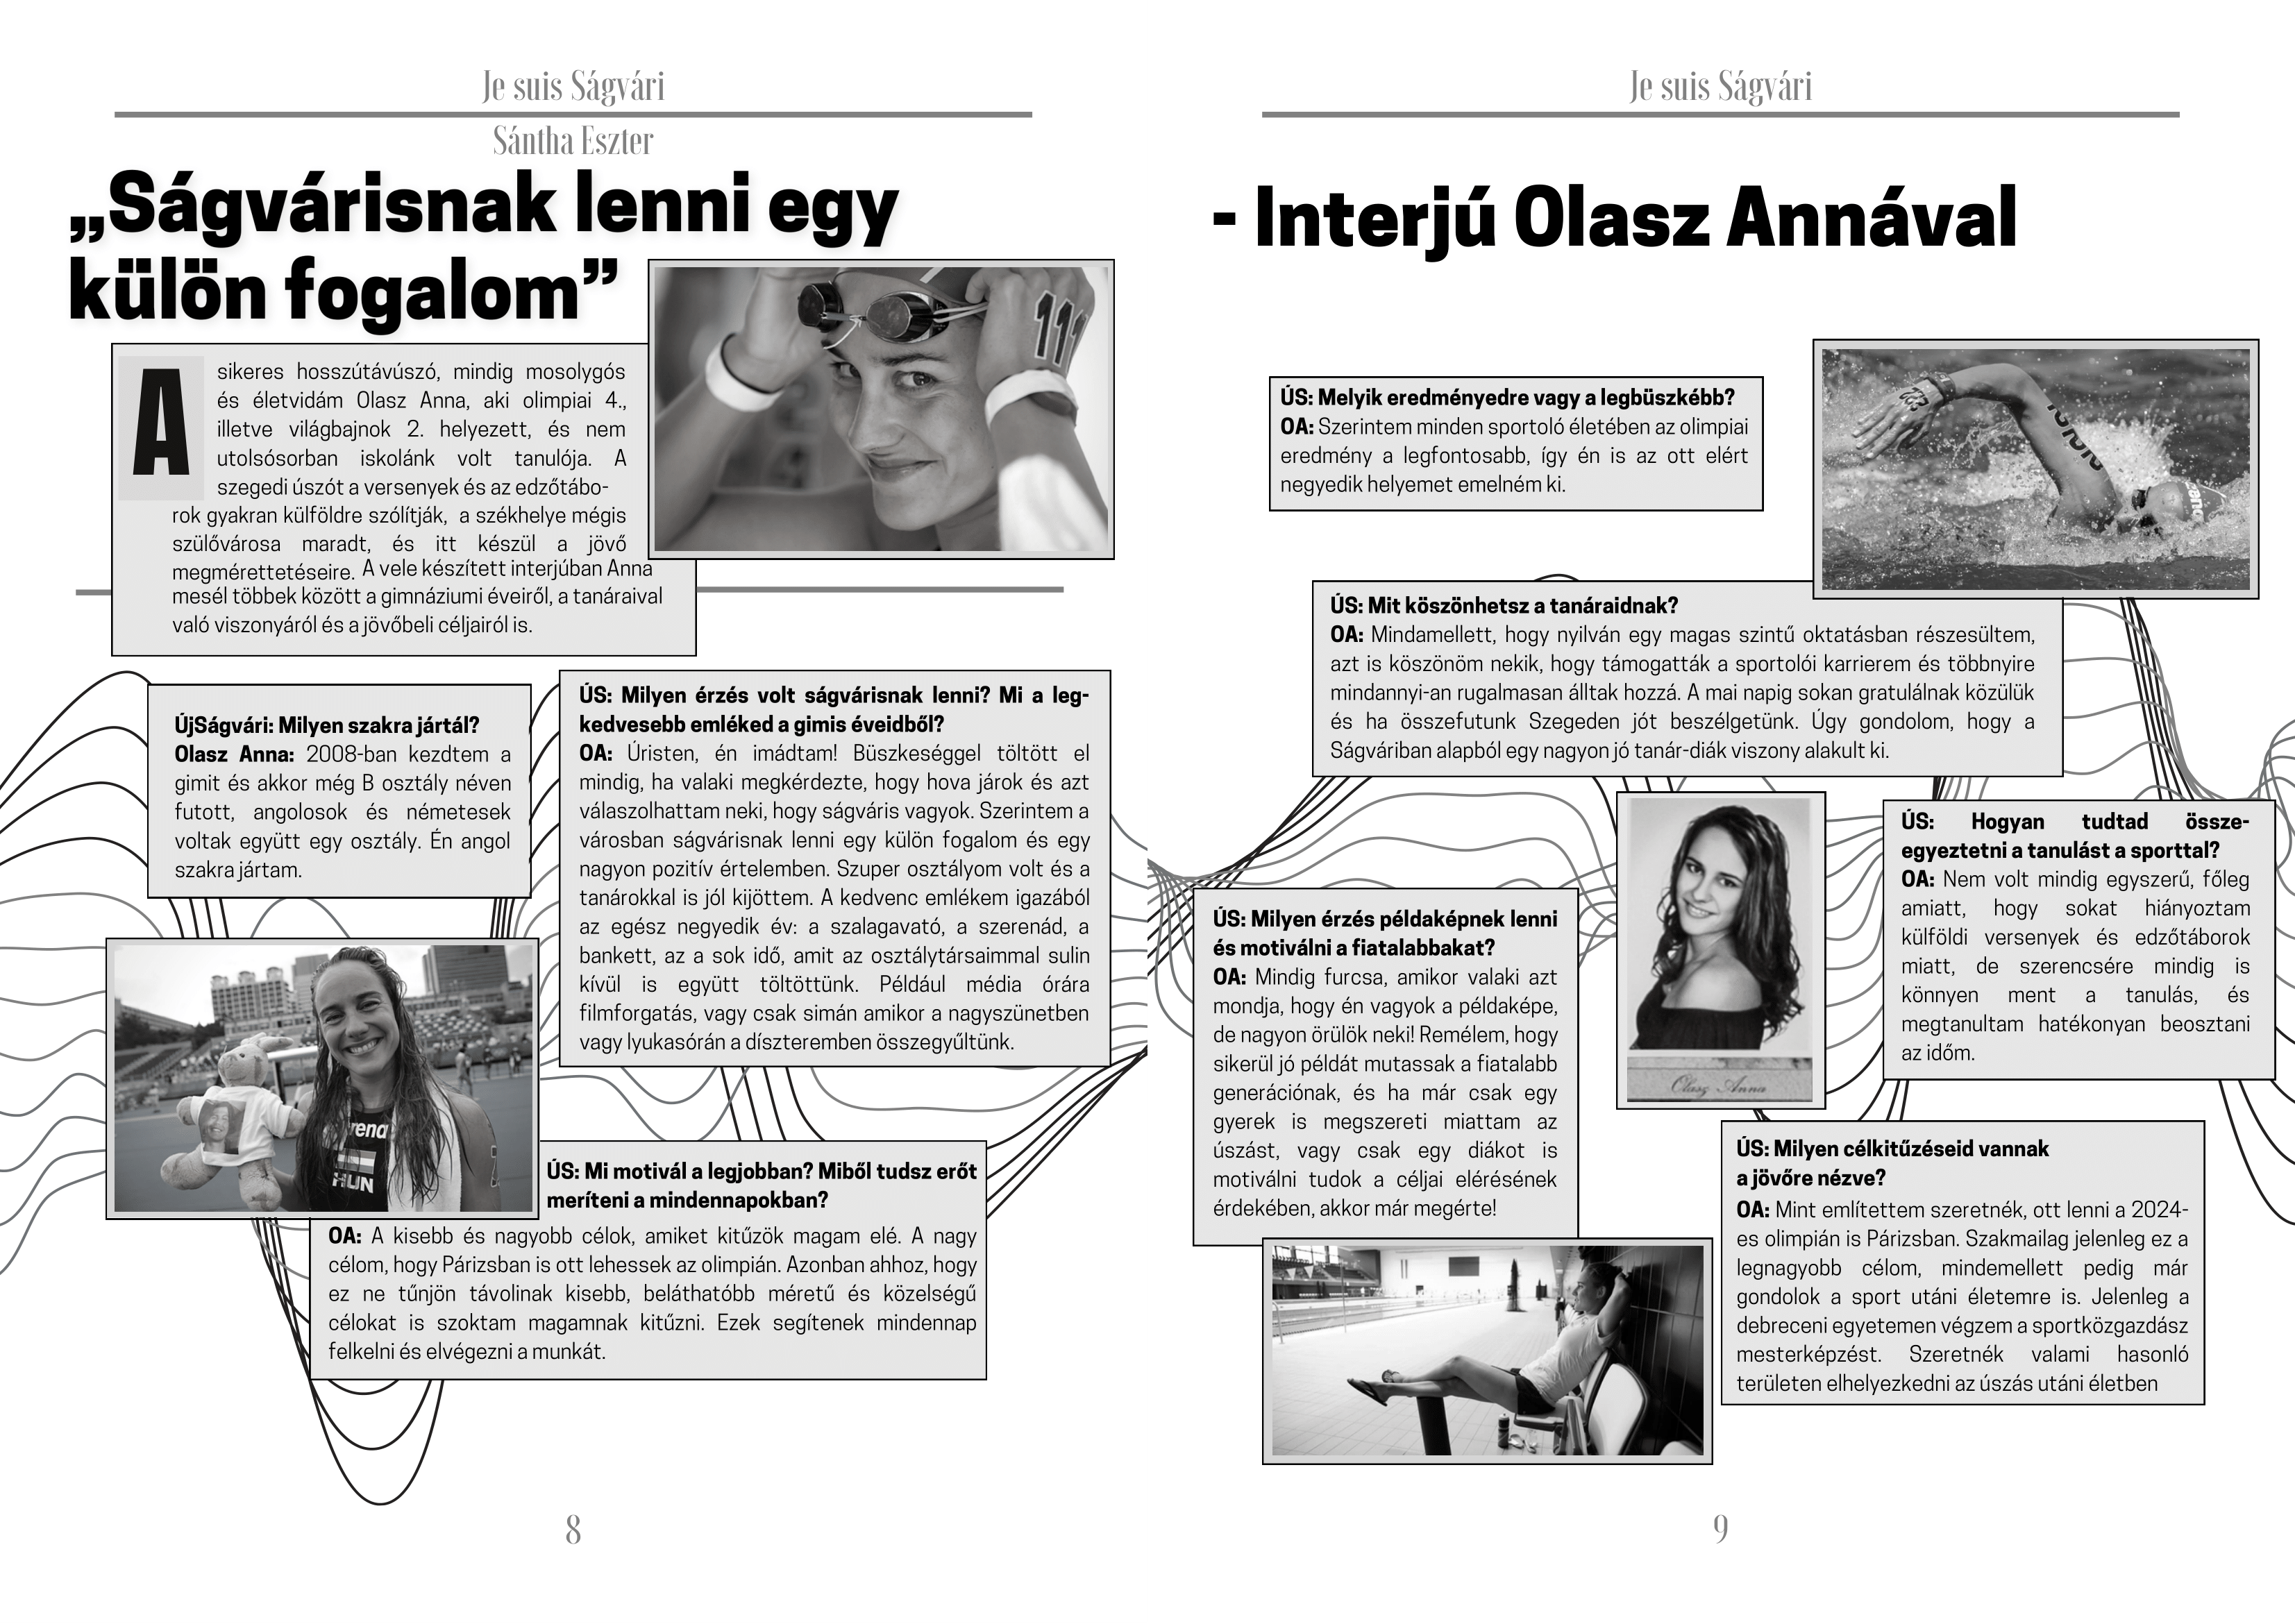 Je suis Ságvári
Sántha Eszter
„Ságvárisnak lenni egy
külön fogalom”
A
sikeres hosszútávúszó, mindig mosolygós
és életvidám Olasz Anna, aki olimpiai 4.,
illetve világbajnok 2. helyezett, és nem
utolsósorban iskolánk volt tanulója. A
szegedi úszót a versenyek és az edzőtábo-
rok gyakran külföldre szólítják, a székhelye mégis
szülővárosa maradt, és itt készül a jövő
megmérettetéseire. A vele készített interjúban Anna
mesél többek között a gimnáziumi éveiről, a tanáraival
való viszonyáról és a jövőbeli céljairól is.
111
ÚjSágvári: Milyen szakra jártál?
Olasz Anna: 2008-ban kezdtem a
gimit és akkor még B osztály néven
futott, angolosok és németesek
voltak együtt egy osztály. Én angol
szakra jártam.
ÚS: Milyen érzés volt ságvárisnak lenni? Mi a leg-
kedvesebb emléked a gimis éveidből?
OA: Úristen, én imádtam! Büszkeséggel töltött el
mindig, ha valaki megkérdezte, hogy hova járok és azt
válaszolhattam neki, hogy ságváris vagyok. Szerintem a
városban ságvárisnak lenni egy külön fogalom és egy
nagyon pozitív értelemben. Szuper osztályom volt és a
tanárokkal is jól kijöttem. A kedvenc emlékem igazából
az egész negyedik év: a szalagavató, a szerenád, a
bankett, az a sok idő, amit az osztálytársaimmal sulin
kívül is együtt töltöttünk. Például média órára
filmforgatás, vagy csak simán amikor a nagyszünetben
vagy lyukasórán a díszteremben összegyűltünk.
arena
HUN
ÚS: Mi motivál a legjobban? Miből tudsz erőt
meríteni a mindennapokban?
OA: A kisebb és nagyobb célok, amiket kitűzök magam elé. A nagy
célom, hogy Párizsban is ott lehessek az olimpián. Azonban ahhoz, hogy
ez ne tűnjön távolinak kisebb, beláthatóbb méretű és közelségű
célokat is szoktam magamnak kitűzni. Ezek segítenek mindennap
felkelni és elvégezni a munkát.
8
Je suis Ságvári
- Interjú Olasz Annával
ÚS: Melyik eredményedre vagy a legbüszkébb?
OA: Szerintem minden sportoló életében az olimpiai
eredmény a legfontosabb, így én is az ott elért
negyedik helyemet emelném ki.
ÚS: Mit köszönhetsz a tanáraidnak?
OA: Mindamellett, hogy nyilván egy magas szintű oktatásban részesültem,
azt is köszönöm nekik, hogy támogatták a sportolói karrierem és többnyire
mindannyi-an rugalmasan álltak hozzá. A mai napig sokan gratulálnak közülük
és ha összefutunk Szegeden jót beszélgetünk. Úgy gondolom, hogy a
Ságváriban alapból egy nagyon jó tanár-diák viszony alakult ki.
Olasz Anna
ÚS: Hogyan tudtad össze-
egyeztetni a tanulást a sporttal?
OA: Nem volt mindig egyszerű, főleg
amiatt, hogy sokat hiányoztam
külföldi versenyek és edzőtáborok
miatt, de szerencsére mindig is
könnyen ment a tanulás, és
megtanultam hatékonyan beosztani
az időm.
ÚS: Milyen érzés példaképnek lenni
és motiválni a fiatalabbakat?
OA: Mindig furcsa, amikor valaki azt
mondja, hogy én vagyok a példaképe,
de nagyon örülök neki! Remélem, hogy
sikerül jó példát mutassak a fiatalabb
generációnak, és ha már csak egy
gyerek is megszereti miattam az
úszást, vagy csak egy diákot is
motiválni tudok a céljai elérésének
érdekében, akkor már megérte!
ÚS: Milyen célkitűzéseid vannak
a jövőre nézve?
OA: Mint említettem szeretnék, ott lenni a 2024-
es olimpián is Párizsban. Szakmailag jelenleg ez a
legnagyobb célom, mindemellett pedig már
gondolok a sport utáni életemre is. Jelenleg a
debreceni egyetemen végzem a sportközgazdász
mesterképzést. Szeretnék valami hasonló
területen elhelyezkedni az úszás utáni életben
9